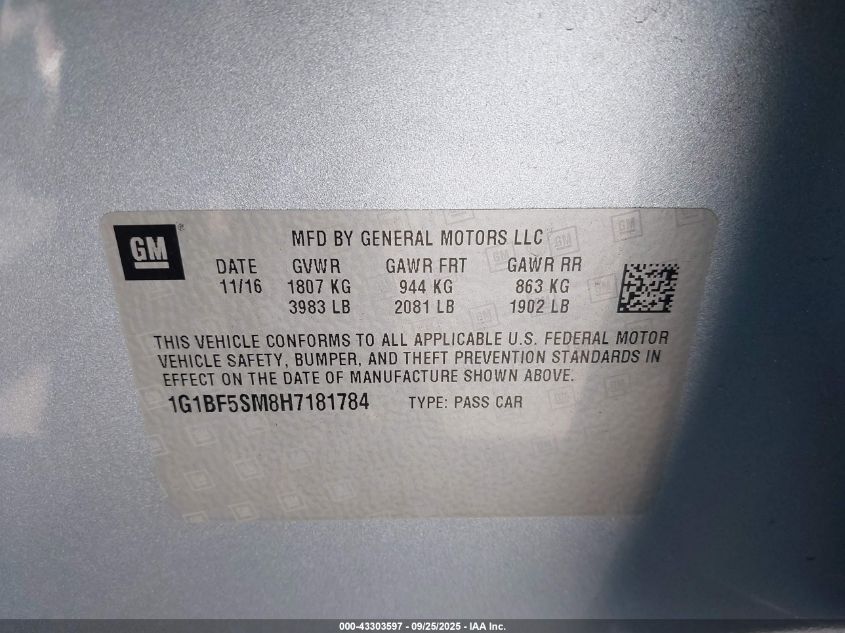 GM
MFD BY GENERAL MOTORS LLC
DATE GVWR GAWR FRT GAWR RR
11/16 1807 KG 944 KG 863 KG
3983 LB 2081 LB 1902 LB
THIS VEHICLE CONFORMS TO ALL APPLICABLE U.S. FEDERAL MOTOR
VEHICLE SAFETY, BUMPER, AND THEFT PREVENTION STANDARDS IN
EFFECT ON THE DATE OF MANUFACTURE SHOWN ABOVE.
1G1BF5SM8H7181784 TYPE: PASS CAR
000-43303597 - 09/25/2025 - IAA Inc.